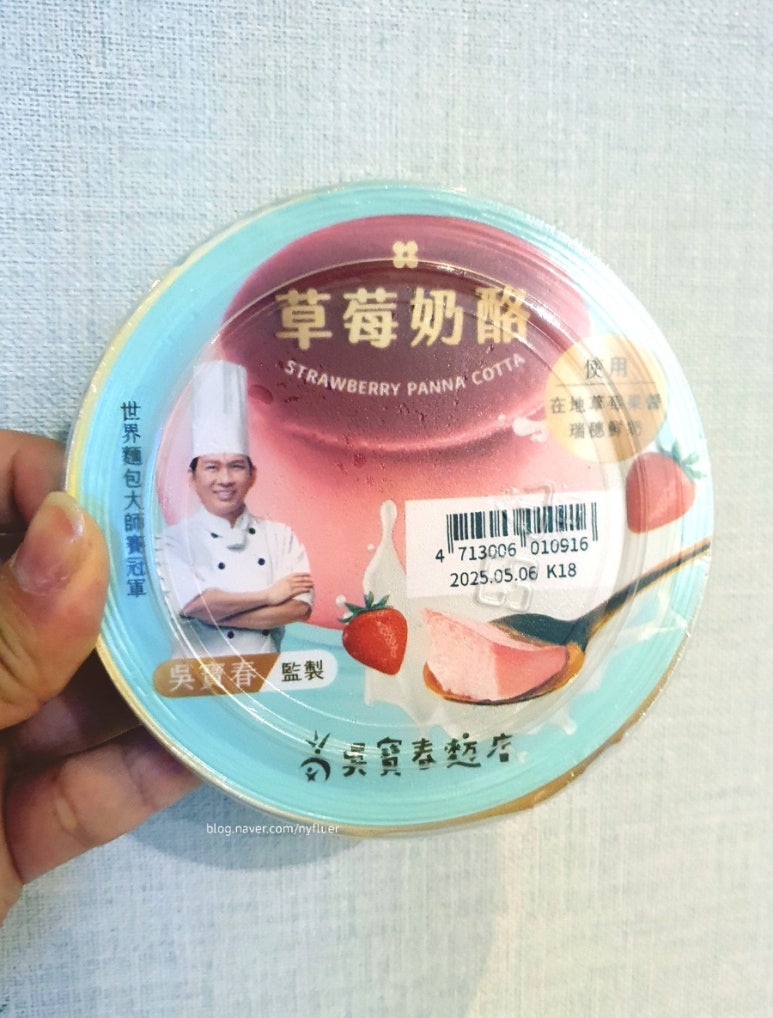 草莓奶酪
STRAWBERRY PANNA COTTA
使用
在地草莓果醬
瑞穗鮮奶
世界麵包大師賽冠軍
4 713006 010916
2025.05.06 K18
吳寶春 監製
吳寶春麵店
blog.naver.com/nyfluer